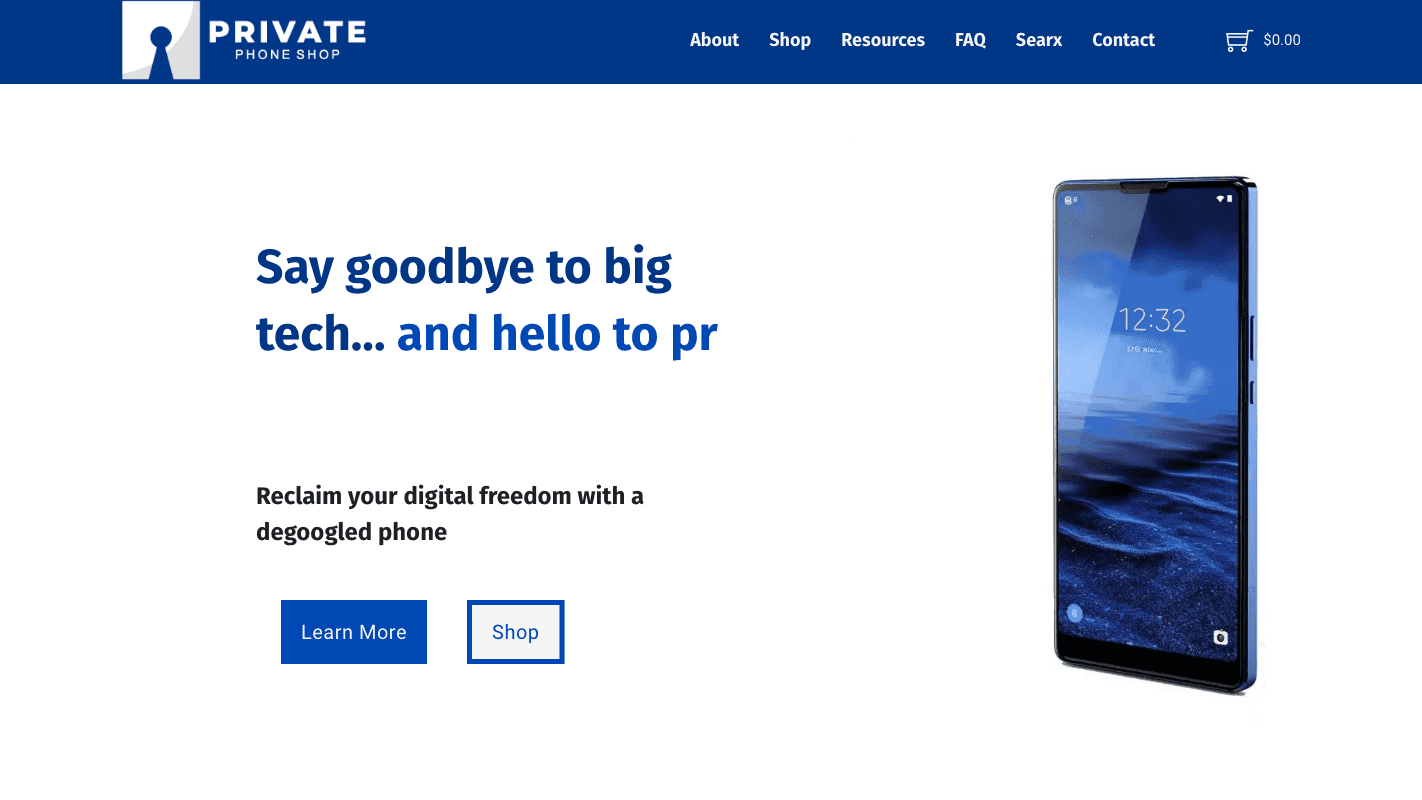 PRIVATE
PHONE SHOP
About Shop Resources FAQ Searx Contact $0.00
Say goodbye to big
tech... and hello to pr
Reclaim your digital freedom with a
degoogled phone
Learn More Shop
12:32